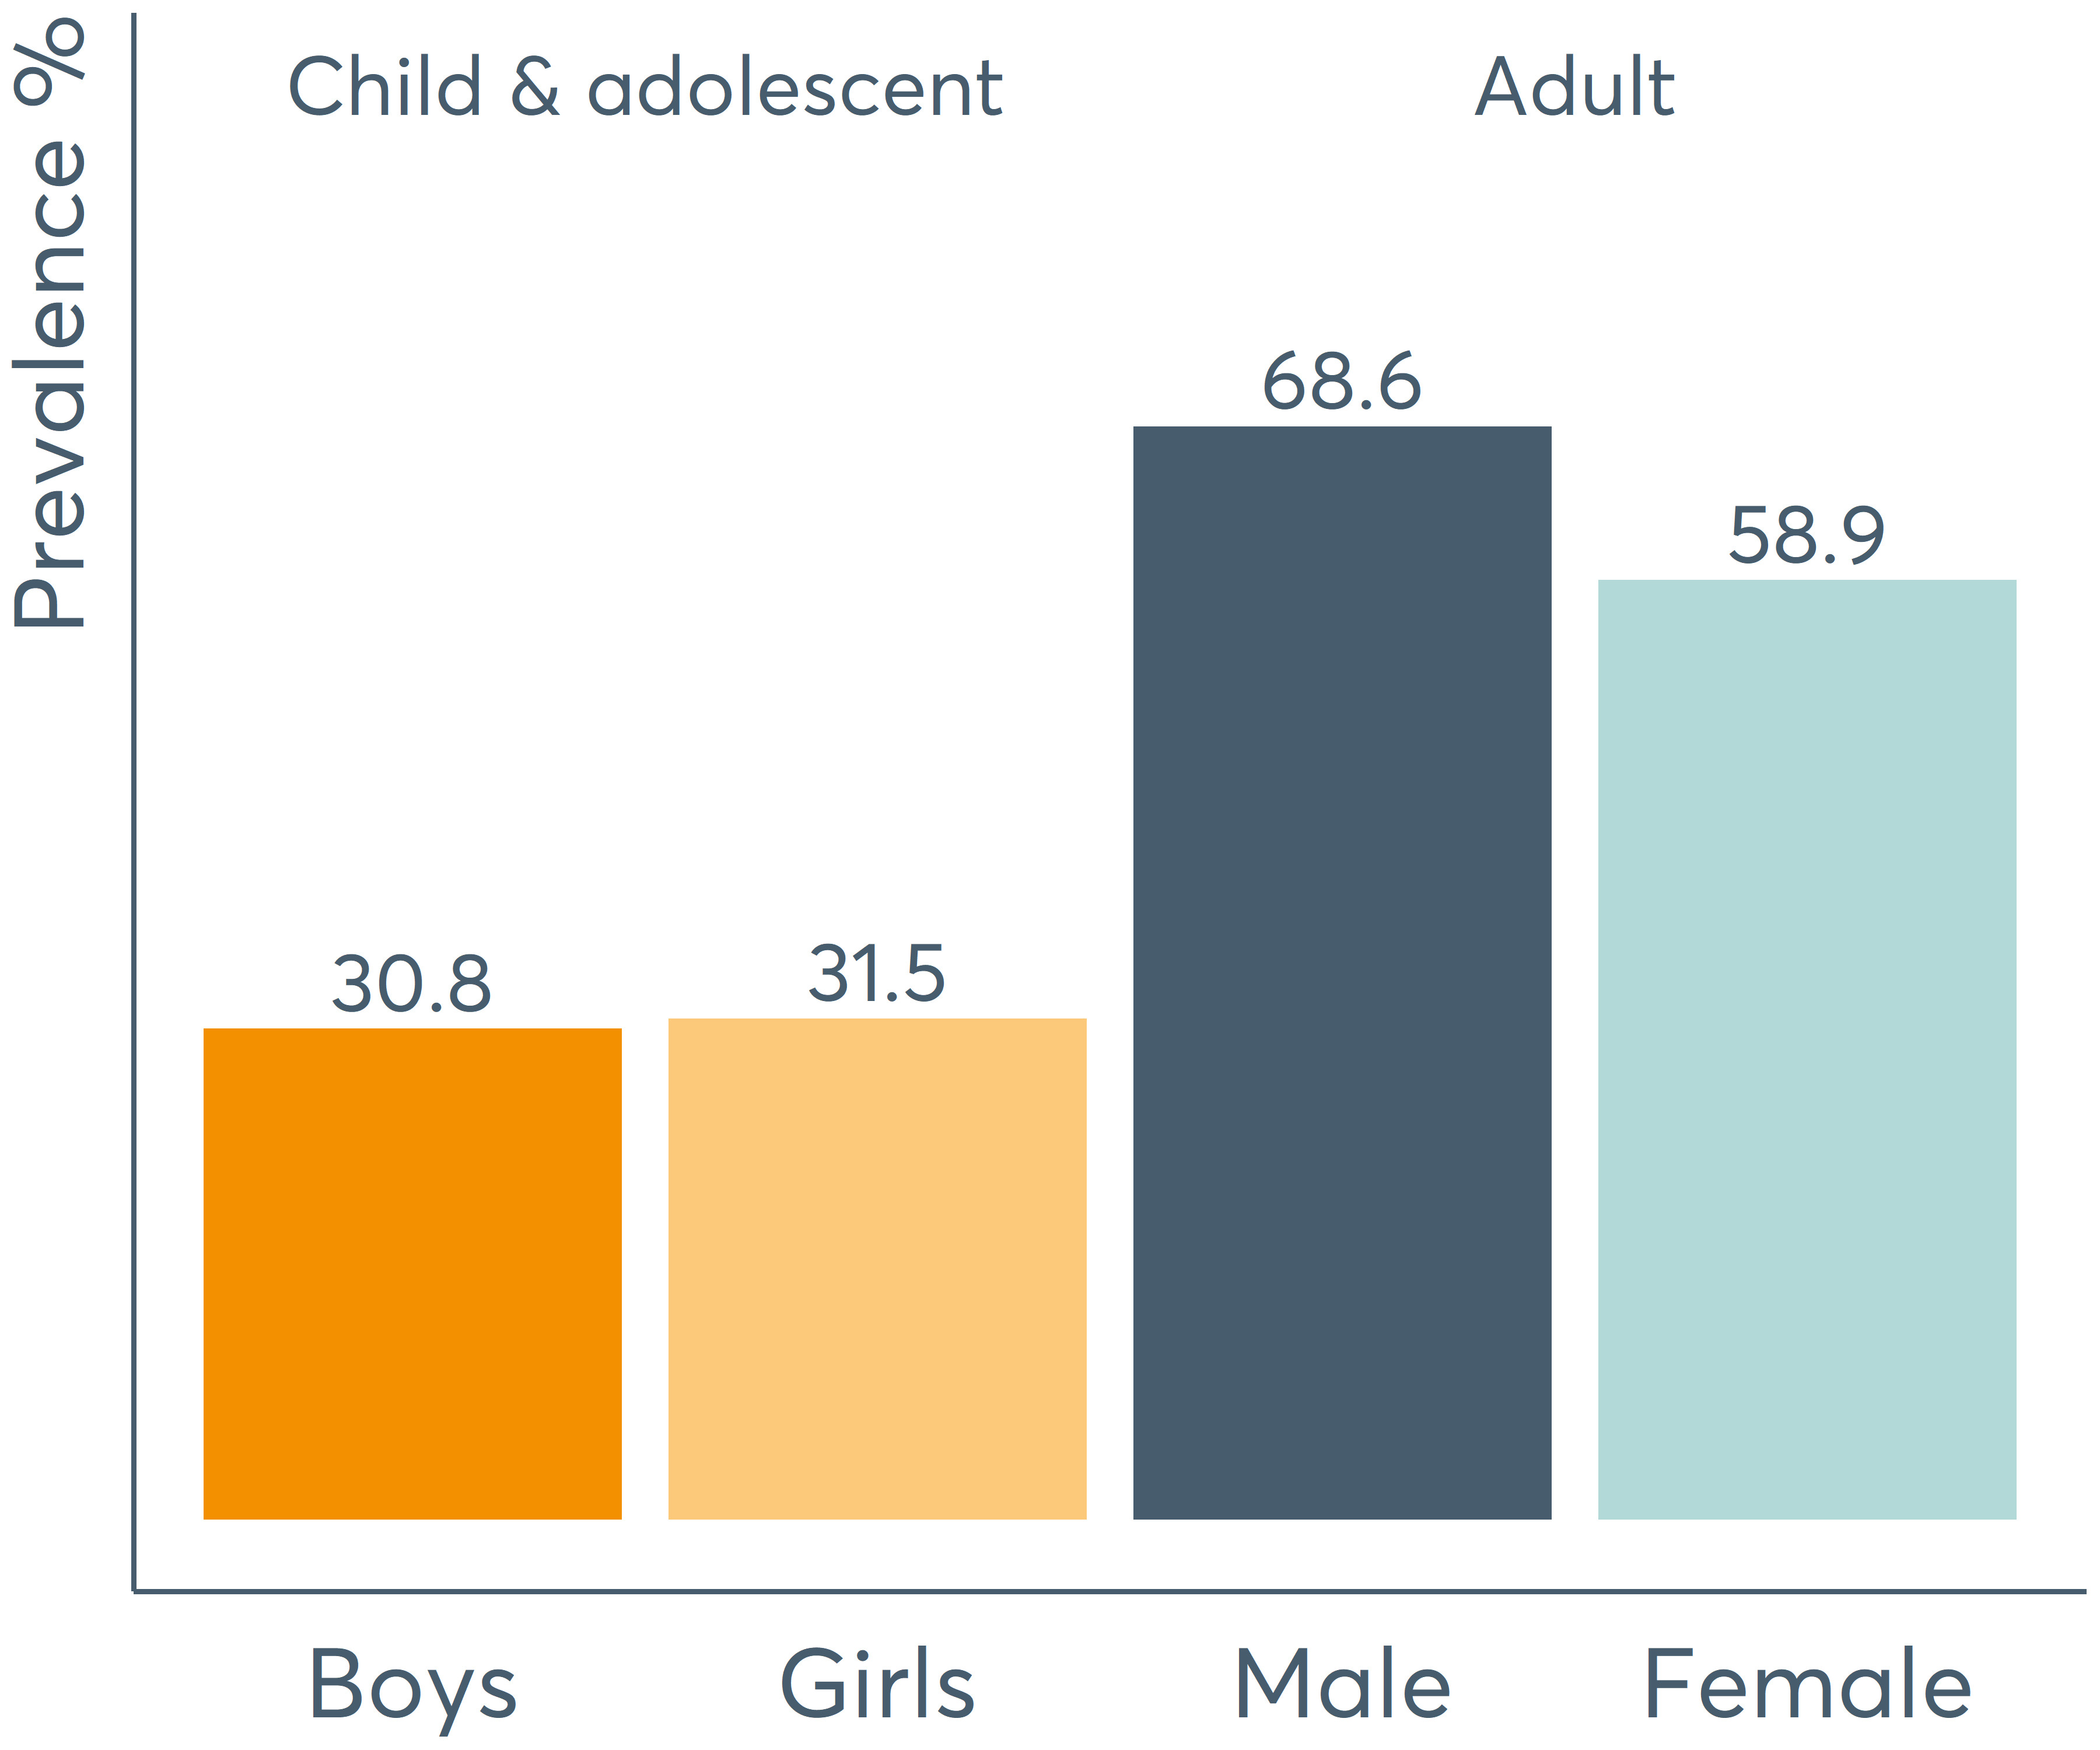 Prevalence %
Child & adolescent
Adult
68.6
58.9
30.8
31.5
Boys
Girls
Male
Female